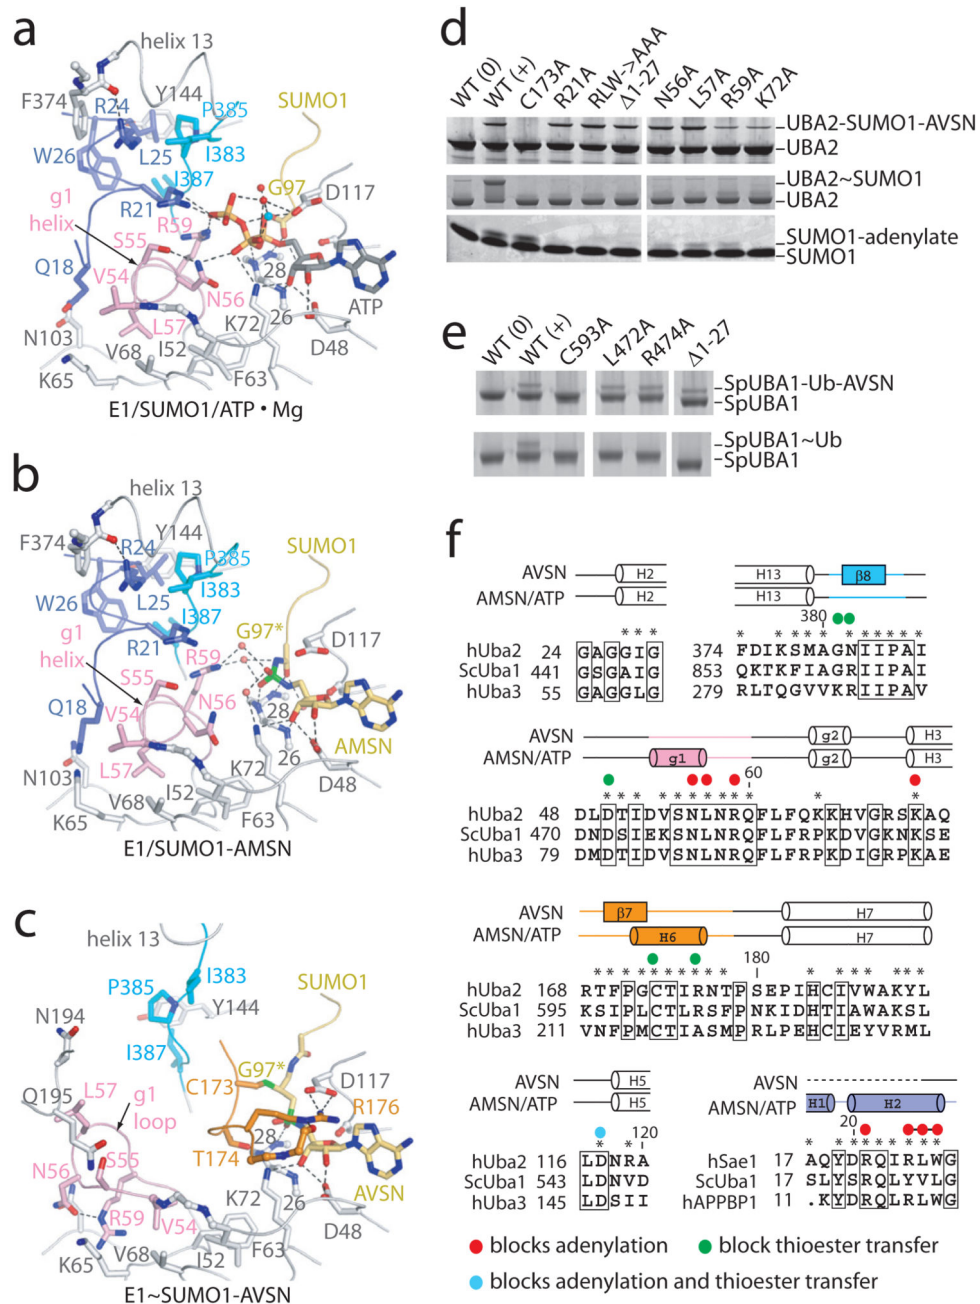 a
helix 13
F374
R24
Y144
P385
SUMO1
W26
L25
I383
I387
G97
D117
R21
g1
helix
R59
S55
Q18
V54
N56
28
ATP
L57
K72
26
N103
V68
I52
D48
K65
F63
E1/SUMO1/ATP • Mg
b
helix 13
F374
R24
Y144
P385
SUMO1
W26
L25
I383
I387
G97*
D117
g1
helix
R21
R59
S55
N56
Q18
V54
28
AMSN
L57
K72
26
N103
V68
I52
D48
K65
F63
E1/SUMO1-AMSN
c
helix 13
I383
P385
SUMO1
Y144
N194
I387
C173
G97*
D117
Q195
L57
g1
loop
R176
N56
S55
T174
28
AVSN
R59
V54
K72
26
K65
V68
I52
F63
D48
E1~SUMO1-AVSN
d
WT (0)
WT (+)
C173A
R21A
RLW->AAA
Δ1-27
N56A
L57A
R59A
K72A
UBA2-SUMO1-AVSN
UBA2
UBA2~SUMO1
UBA2
SUMO1-adenylate
SUMO1
e
WT (0)
WT (+)
C593A
L472A
R474A
Δ1-27
SpUBA1-Ub-AVSN
SpUBA1
SpUBA1~Ub
SpUBA1
f
AVSN H2 H13 β8
AMSN/ATP H2 H13
380
* * * * * * * * * * * *
hUba2 24 GAGGIG 374 FDIKSMAGNIIPAI
ScUba1 441 GSGAIG 853 QKTKFIAGRIIPAI
hUba3 55 GAGGLG 279 RLTQGVVKRIIPAV
AVSN g2 H3
AMSN/ATP g1 g2 H3
60
hUba2 48 DLDTIDVSNLNRQFLFQKKHVGRSKAQ
ScUba1 470 DNDSIEKSNLNRQFLFRPKDVGKNKSE
hUba3 79 DMDTIDVSNLNRQFLFRPKDIGRPKAE
AVSN β7 H7
AMSN/ATP H6 H7
180
hUba2 168 RTFPGCTIRNTPSEPIHCIVWAKYL
ScUba1 595 KSIPLCTLRSFPNKIDHTIAWAKSL
hUba3 211 VNFPMCTIASMPRLPEHCIEYVRML
AVSN H5 AVSN
AMSN/ATP H5 AMSN/ATP H1 H2
120 20
hUba2 116 LDNRA hSae1 17 AQYDRQIRLWG
ScUba1 543 LDNVD ScUba1 17 SLYSRQLYVLG
hUba3 145 LDSII hAPPBP1 11 .KYDRQLRLWG
blocks adenylation
block thioester transfer
blocks adenylation and thioester transfer